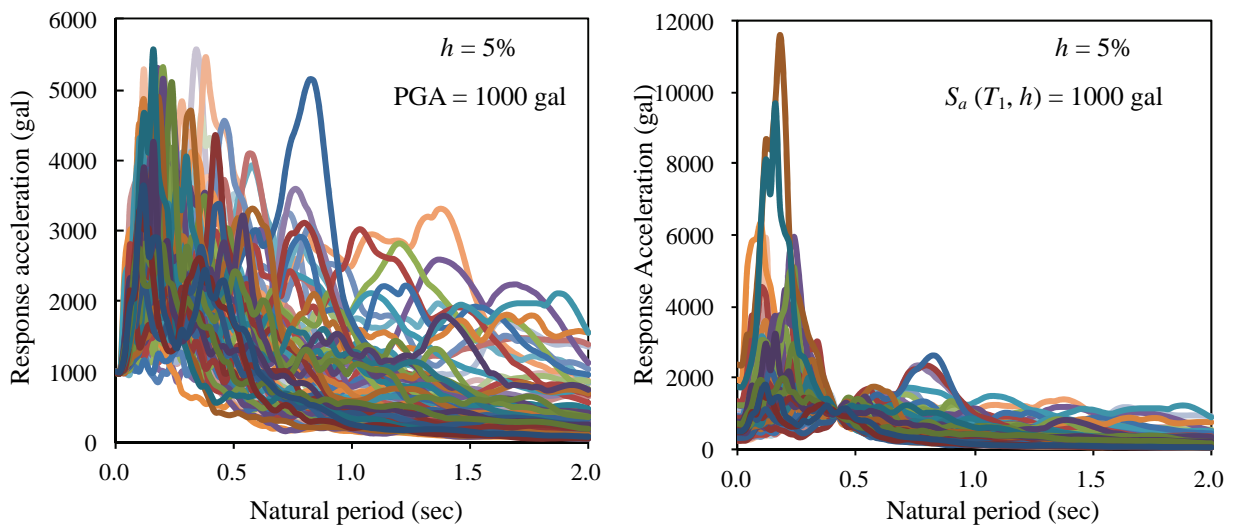 6000
5000
4000
3000
2000
1000
0
Response acceleration (gal)
h = 5%
PGA = 1000 gal
0.0 0.5 1.0 1.5 2.0
Natural period (sec)
12000
10000
8000
6000
4000
2000
0
Response Acceleration (gal)
h = 5%
Sa (T1, h) = 1000 gal
0.0 0.5 1.0 1.5 2.0
Natural period (sec)